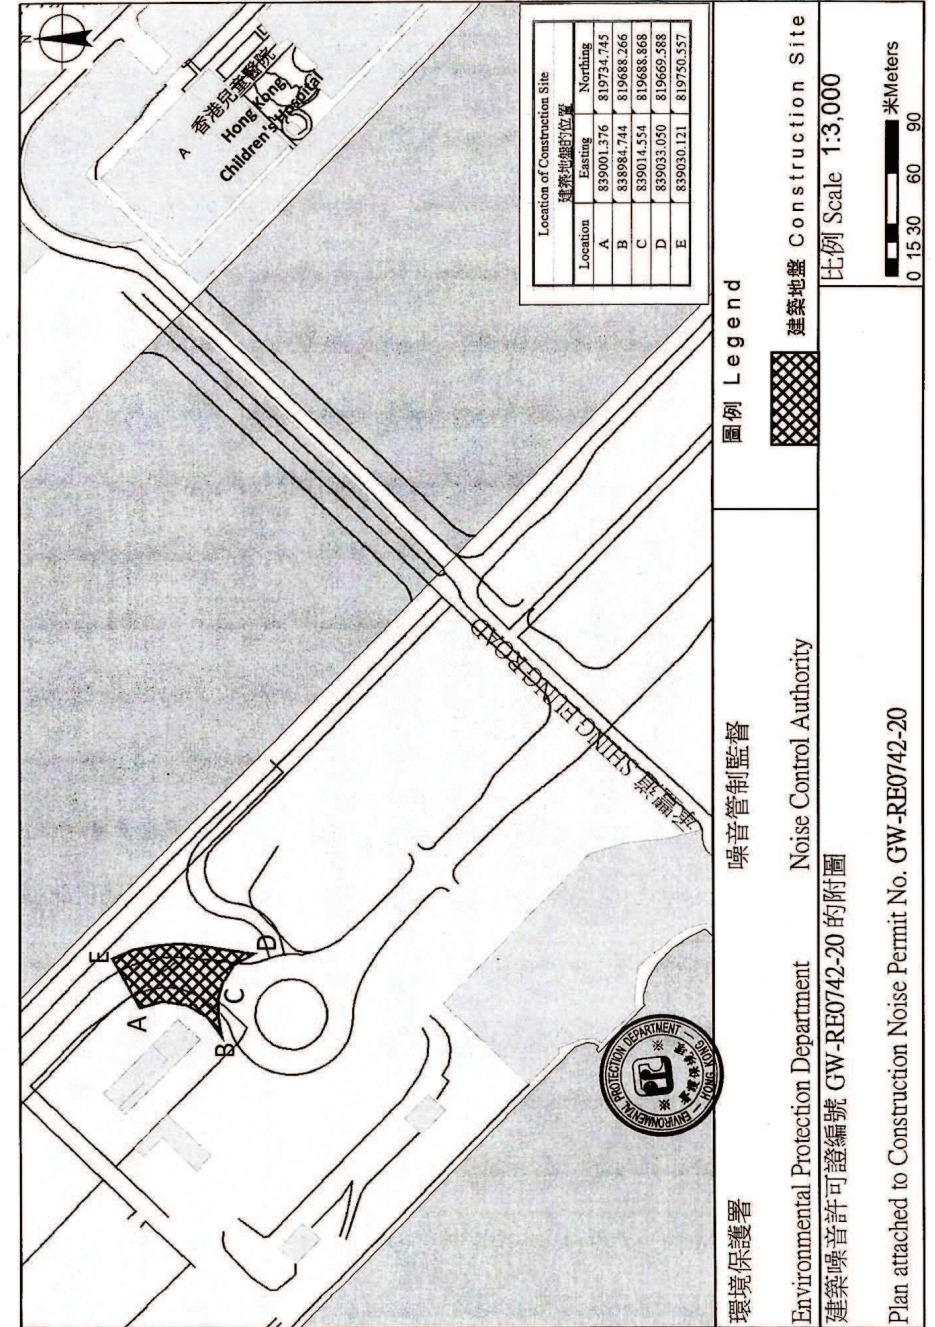 N
A
香港兒童醫院
Hong Kong
Children's Hospital
Location of Construction Site
建築地盤的位置
Location Easting Northing
A 839001.376 819734.745
B 838984.744 819688.266
C 839014.554 819688.868
D 839033.050 819669.588
E 839030.121 819730.557
E
A
B
C
D
承豐道 SHING FUNG ROAD
ENVIRONMENTAL PROTECTION DEPARTMENT — HONG KONG
環境保護署
Environmental Protection Department
噪音管制監督
Noise Control Authority
圖例 Legend
建築地盤 Construction Site
建築噪音許可證編號 GW-RE0742-20 的附圖
Plan attached to Construction Noise Permit No. GW-RE0742-20
比例 Scale 1:3,000
0 15 30 60 90 米Meters